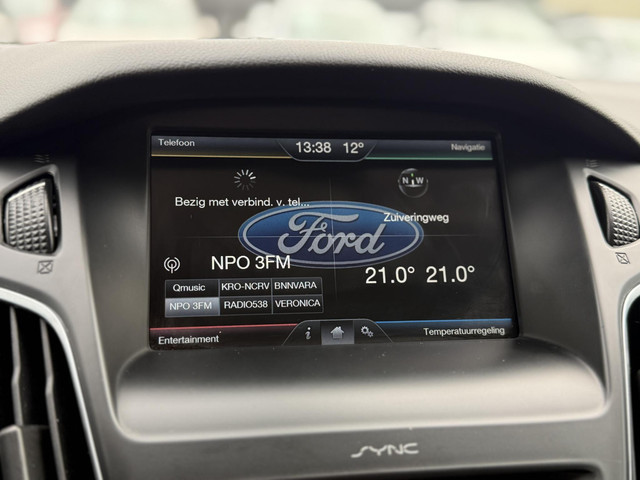 Telefoon
13:38 12°
Navigatie
Bezig met verbind. v. tel...
N W
Zuiveringweg
Ford
NPO 3FM
21.0° 21.0°
Qmusic KRO-NCRV BNNVARA
NPO 3FM RADIO538 VERONICA
Entertainment
i
Temperatuurregeling
SYNC